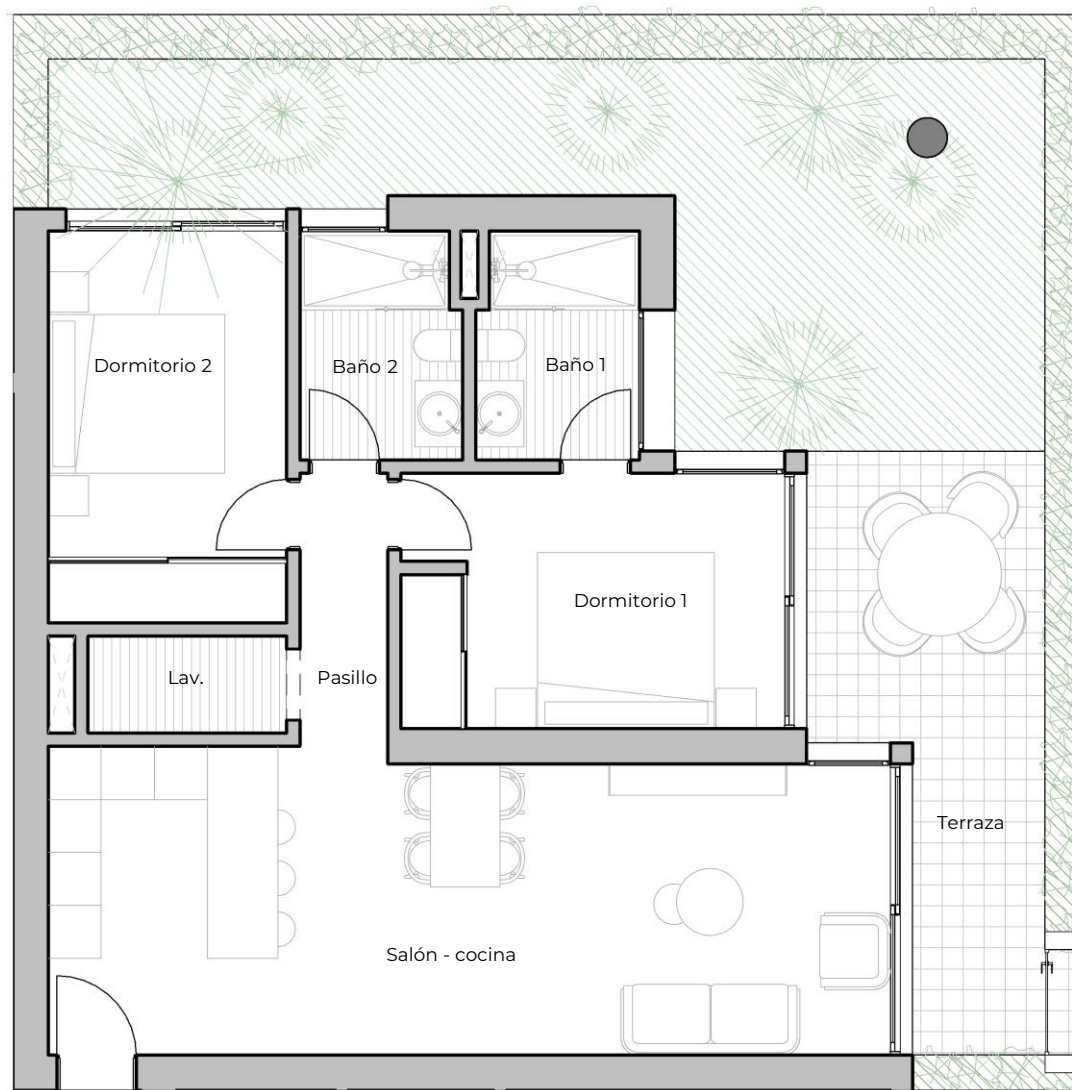 Dormitorio 2
Baño 2
Baño 1
Dormitorio 1
Lav.
Pasillo
Terraza
Salón - cocina